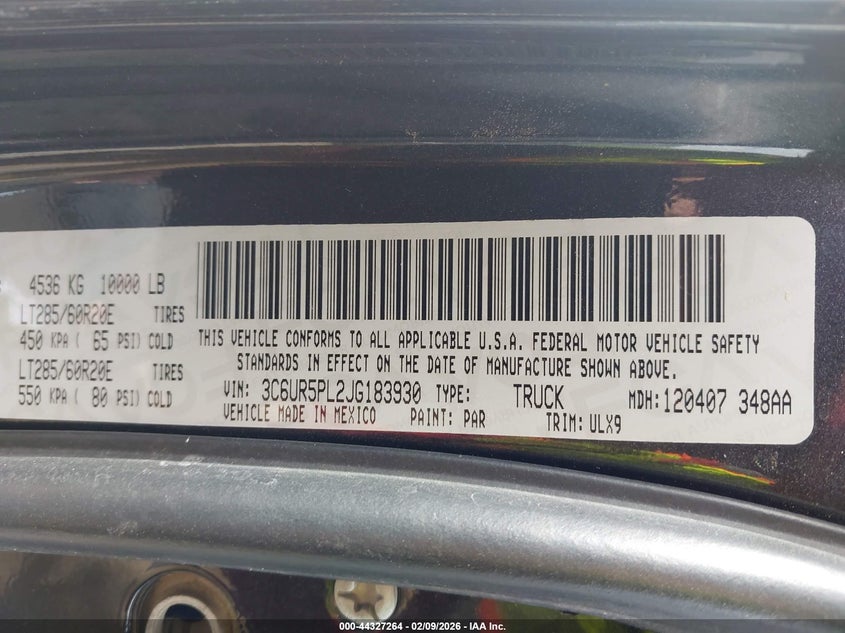 4536 KG 10000 LB
LT285/60R20E TIRES
450 KPA ( 65 PSI) COLD
LT285/60R20E TIRES
550 KPA ( 80 PSI) COLD
THIS VEHICLE CONFORMS TO ALL APPLICABLE U.S.A. FEDERAL MOTOR VEHICLE SAFETY
STANDARDS IN EFFECT ON THE DATE OF MANUFACTURE SHOWN ABOVE.
VIN: 3C6UR5PL2JG183930 TYPE: TRUCK MDH: 120407 348AA
VEHICLE MADE IN MEXICO PAINT: PAR TRIM: ULX9
000-44327264 - 02/09/2026 - IAA Inc.